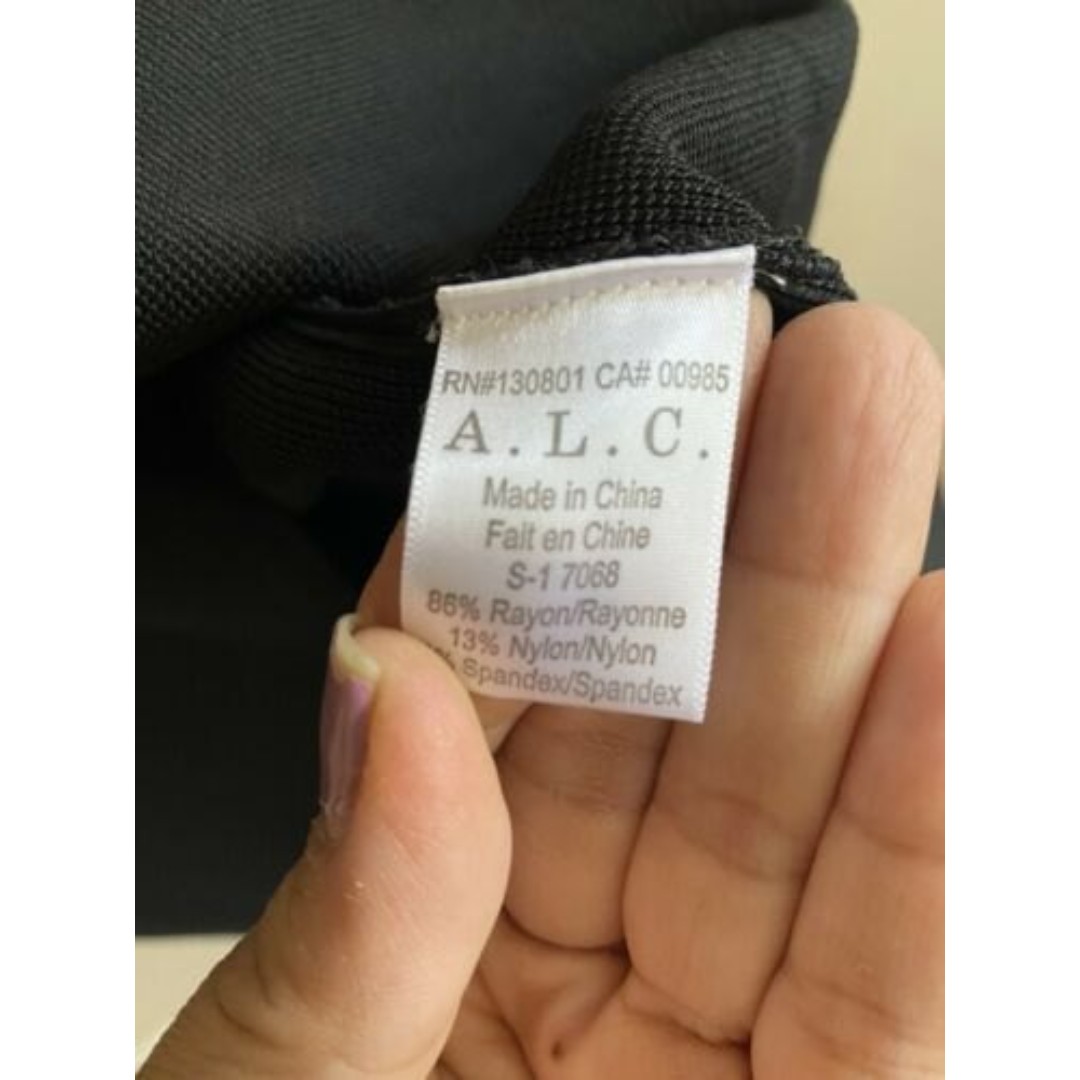 RN#130801 CA# 00985
A.L.C.
Made in China
Fait en Chine
S-1 7068
86% Rayon/Rayonne
13% Nylon/Nylon
% Spandex/Spandex